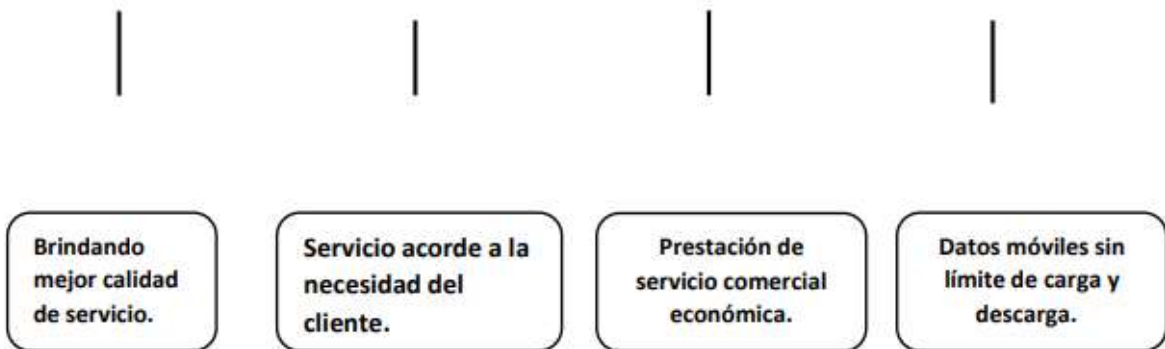 Brindando
mejor calidad
de servicio.
Servicio acorde a la
necesidad del
cliente.
Prestación de
servicio comercial
económica.
Datos móviles sin
límite de carga y
descarga.